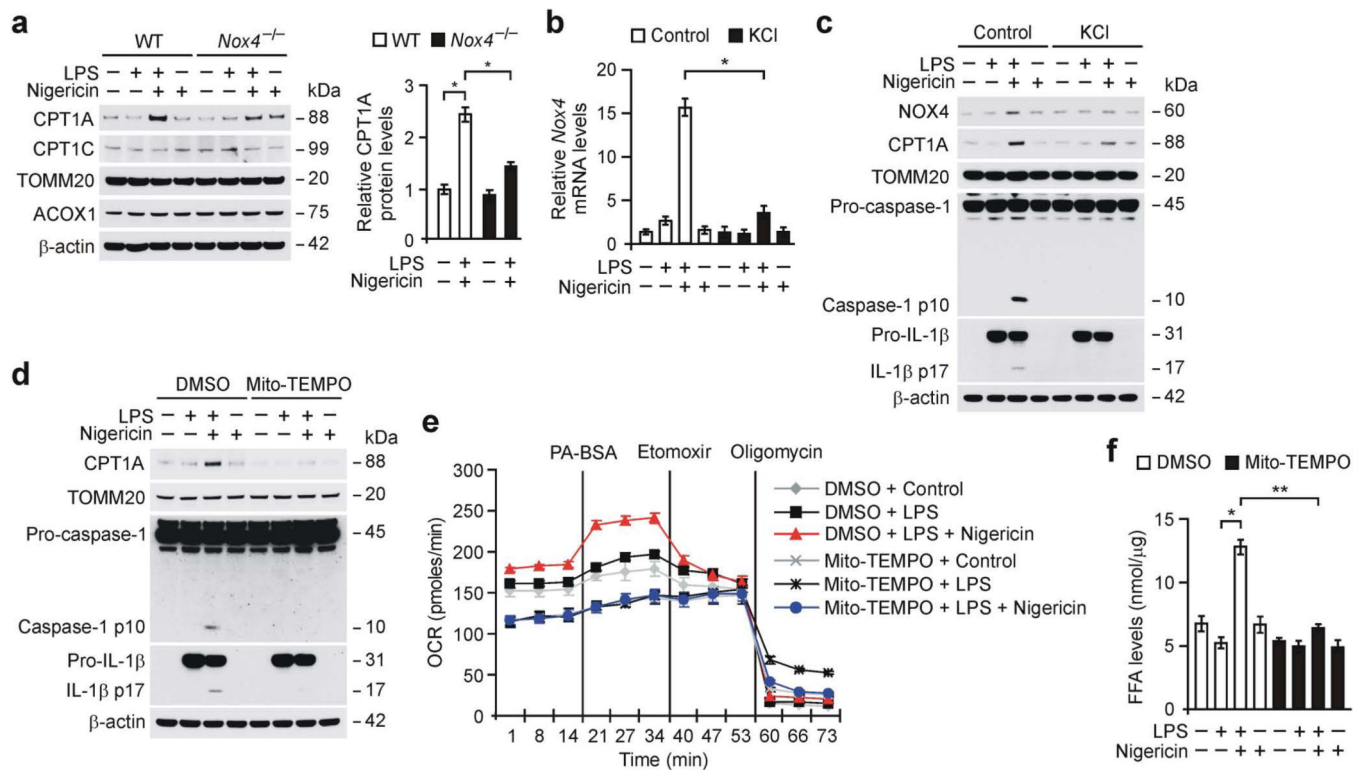 a
WT Nox4–/–
LPS – + + – – + + –
Nigericin – – + + – – + + kDa
CPT1A – 88
CPT1C – 99
TOMM20 – 20
ACOX1 – 75
β-actin – 42
WT Nox4–/–
Relative CPT1A
protein levels
3
2
1
0
* *
LPS – + – +
Nigericin – + – +
b
Control KCl
Relative Nox4
mRNA levels
20
15
10
5
0
*
LPS – + + – – + + –
Nigericin – – + + – – + +
c
Control KCl
LPS – + + – – + + –
Nigericin – – + + – – + + kDa
NOX4 – 60
CPT1A – 88
TOMM20 – 20
Pro-caspase-1 – 45
Caspase-1 p10 – 10
Pro-IL-1β – 31
IL-1β p17 – 17
β-actin – 42
d
DMSO Mito-TEMPO
LPS – + + – – + + –
Nigericin – – + + – – + + kDa
CPT1A – 88
TOMM20 – 20
Pro-caspase-1 – 45
Caspase-1 p10 – 10
Pro-IL-1β – 31
IL-1β p17 – 17
β-actin – 42
e
PA-BSA Etomoxir Oligomycin
OCR (pmoles/min)
300
250
200
150
100
50
0
1 8 14 21 27 34 40 47 53 60 66 73
Time (min)
DMSO + Control
DMSO + LPS
DMSO + LPS + Nigericin
Mito-TEMPO + Control
Mito-TEMPO + LPS
Mito-TEMPO + LPS + Nigericin
f
DMSO Mito-TEMPO
FFA levels (nmol/μg)
15
10
5
0
* **
LPS – + + – – + + –
Nigericin – – + + – – + +